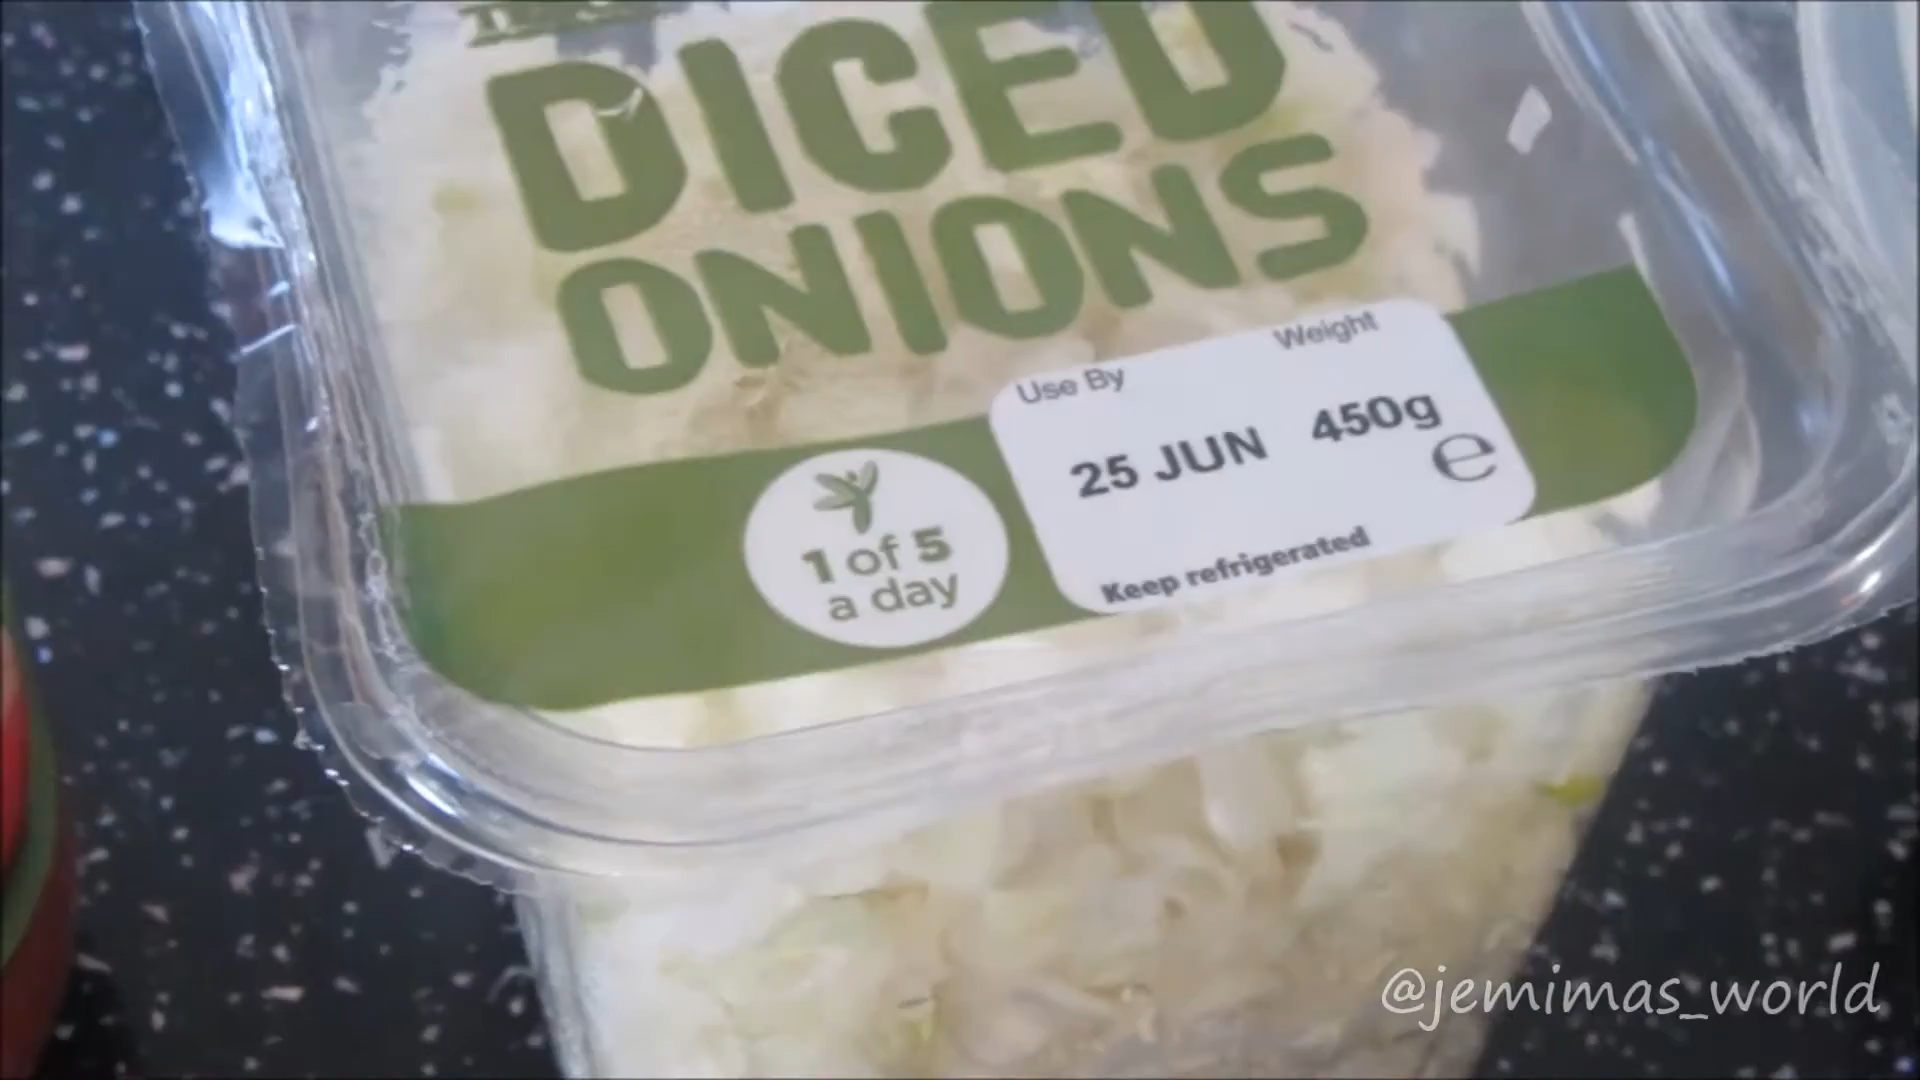 DICED
ONIONS
Use By
Weight
25 JUN
450g
℮
Keep refrigerated
1 of 5
a day
@jemimas_world